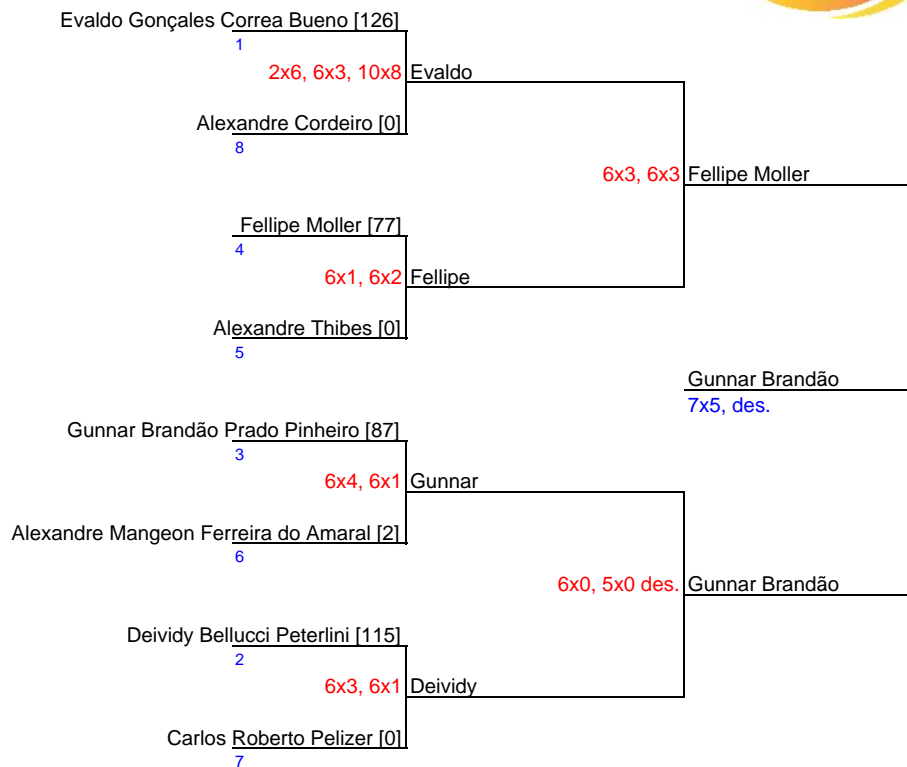 Evaldo Gonçales Correa Bueno [126]
1
2x6, 6x3, 10x8 Evaldo
Alexandre Cordeiro [0]
8
6x3, 6x3 Fellipe Moller
Fellipe Moller [77]
4
6x1, 6x2 Fellipe
Alexandre Thibes [0]
5
Gunnar Brandão
7x5, des.
Gunnar Brandão Prado Pinheiro [87]
3
6x4, 6x1 Gunnar
Alexandre Mangeon Ferreira do Amaral [2]
6
6x0, 5x0 des. Gunnar Brandão
Deividy Bellucci Peterlini [115]
2
6x3, 6x1 Deividy
Carlos Roberto Pelizer [0]
7